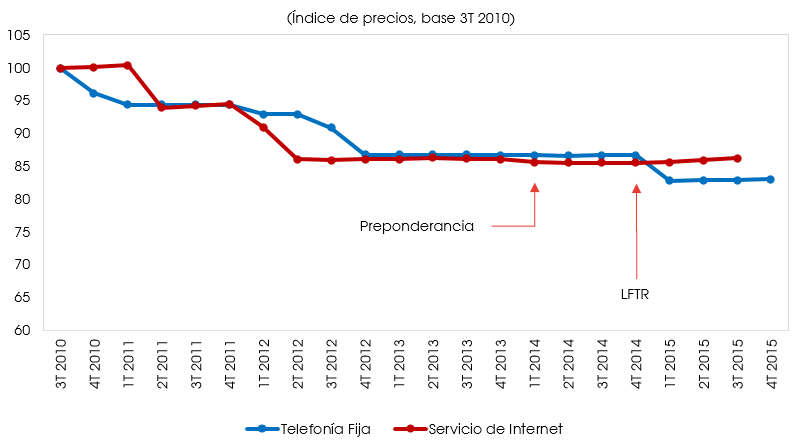 (Índice de precios, base 3T 2010)
105
100
95
90
85
80
75
70
65
60
Preponderancia
LFTR
3T 2010
4T 2010
1T 2011
2T 2011
3T 2011
4T 2011
1T 2012
2T 2012
3T 2012
4T 2012
1T 2013
2T 2013
3T 2013
4T 2013
1T 2014
2T 2014
3T 2014
4T 2014
1T 2015
2T 2015
3T 2015
4T 2015
Telefonía Fija Servicio de Internet